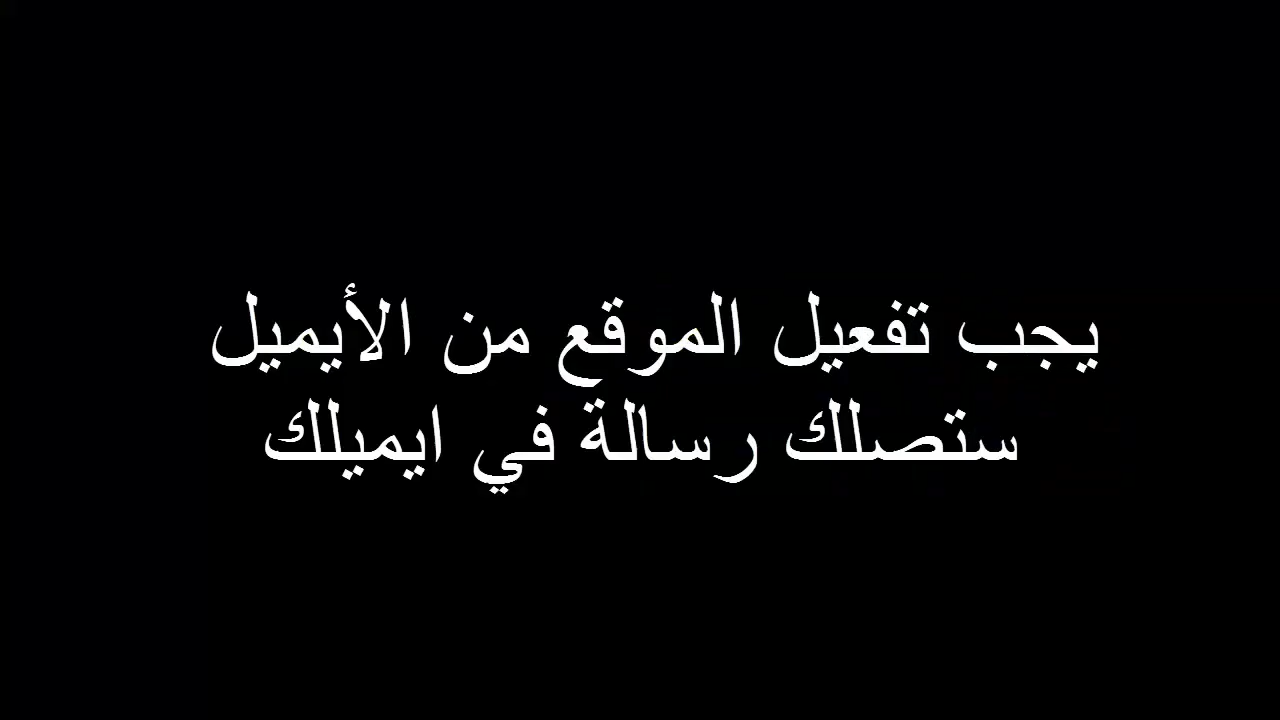 يجب تفعيل الموقع من الأيميل
ستصلك رسالة في ايميلك